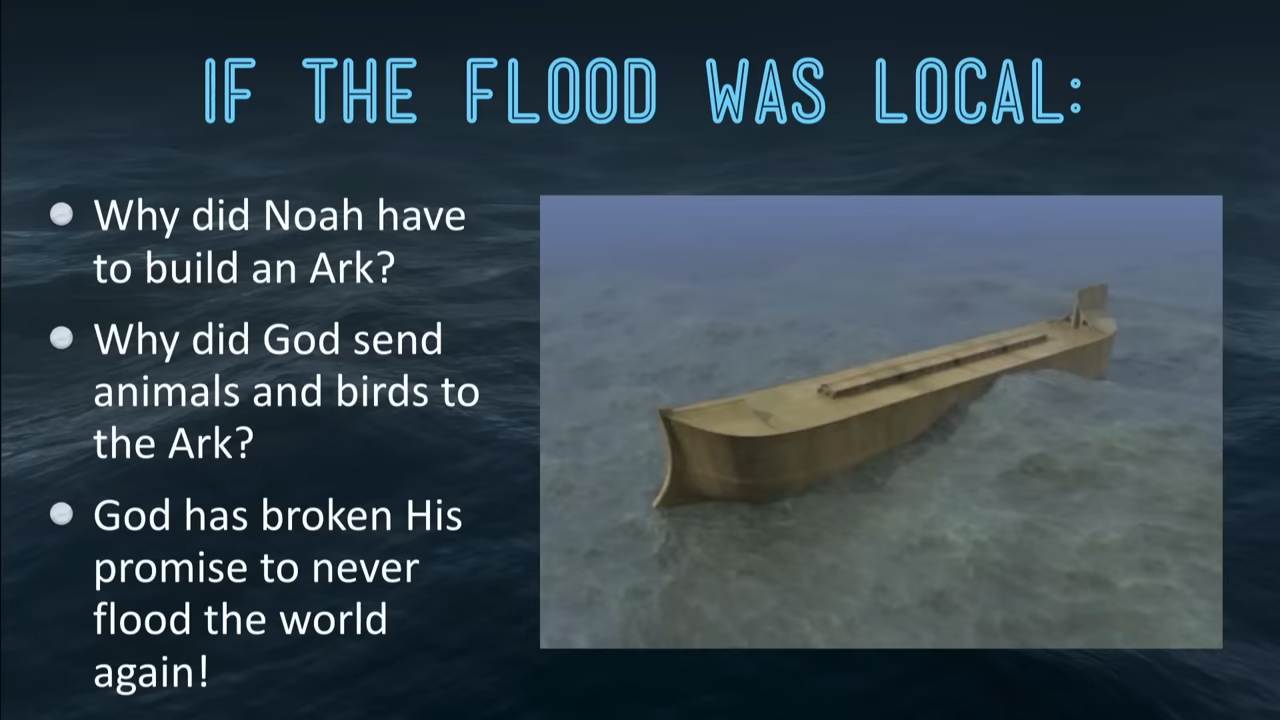 IF THE FLOOD WAS LOCAL:
Why did Noah have
to build an Ark?
Why did God send
animals and birds to
the Ark?
God has broken His
promise to never
flood the world
again!